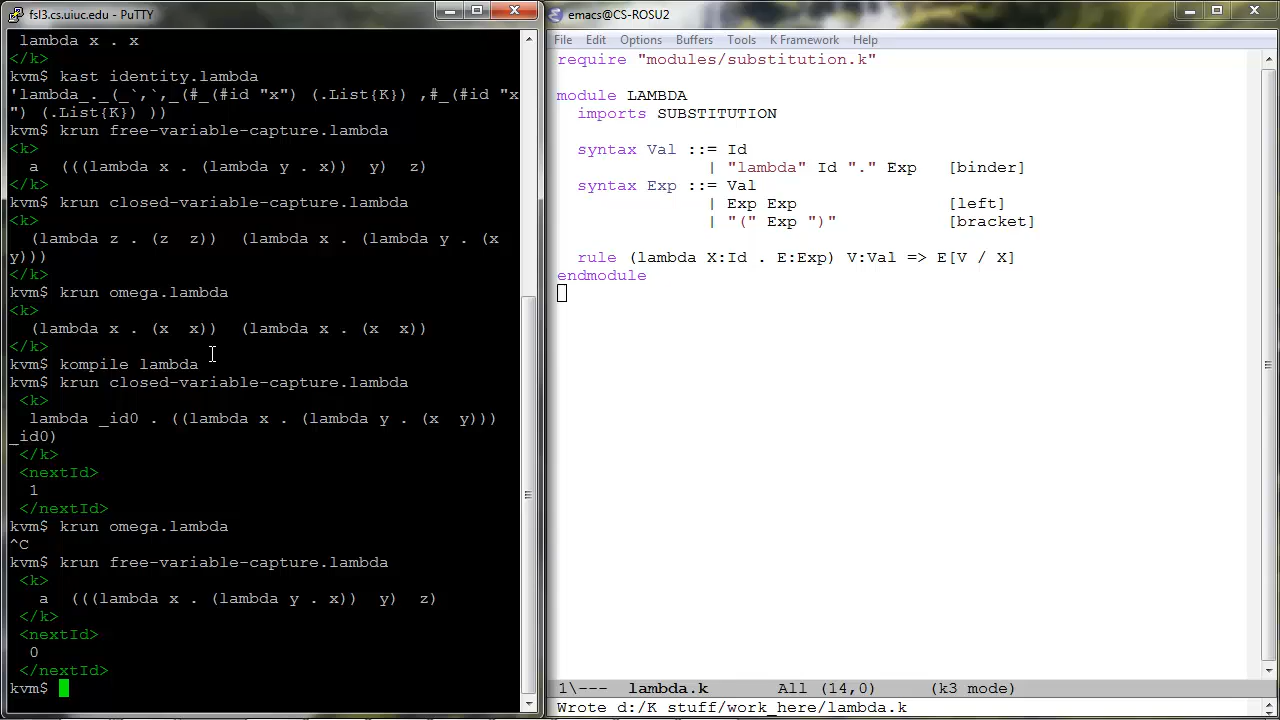 fsl3.cs.uiuc.edu - PuTTY
lambda x . x
</k>
kvm$ kast identity.lambda
'lambda_._(_`,`,_(#_(#id "x") (.List{K}) ,#_(#id "x
") (.List{K}) ))
kvm$ krun free-variable-capture.lambda
<k>
a  (((lambda x . (lambda y . x))  y)  z)
</k>
kvm$ krun closed-variable-capture.lambda
<k>
(lambda z . (z  z))  (lambda x . (lambda y . (x
y)))
</k>
kvm$ krun omega.lambda
<k>
(lambda x . (x  x))  (lambda x . (x  x))
</k>
kvm$ kompile lambda
kvm$ krun closed-variable-capture.lambda
<k>
lambda _id0 . ((lambda x . (lambda y . (x  y)))
_id0)
</k>
<nextId>
1
</nextId>
kvm$ krun omega.lambda
^C
kvm$ krun free-variable-capture.lambda
<k>
a  (((lambda x . (lambda y . x))  y)  z)
</k>
<nextId>
0
</nextId>
kvm$
emacs@CS-ROSU2
File Edit Options Buffers Tools K Framework Help
require "modules/substitution.k"
module LAMBDA
imports SUBSTITUTION
syntax Val ::= Id
| "lambda" Id "." Exp [binder]
syntax Exp ::= Val
| Exp Exp [left]
| "(" Exp ")" [bracket]
rule (lambda X:Id . E:Exp) V:Val => E[V / X]
endmodule
1\--- lambda.k All (14,0) (k3 mode)
Wrote d:/K stuff/work_here/lambda.k